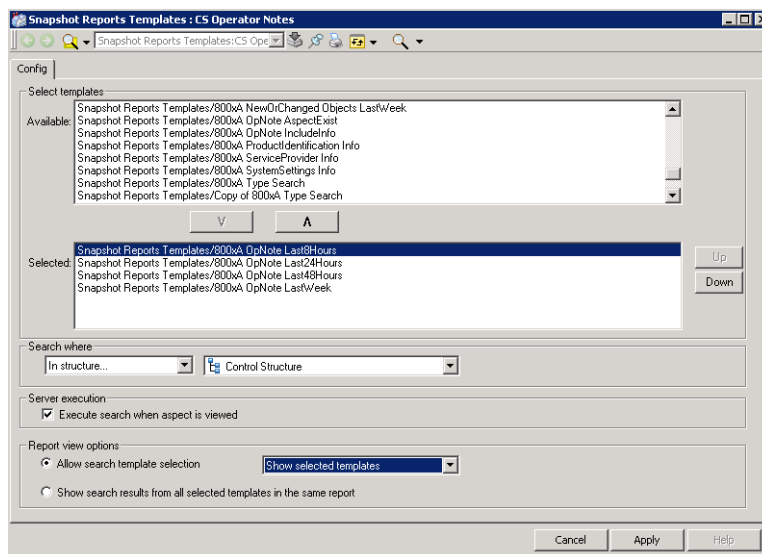 Snapshot Reports Templates : CS Operator Notes
Snapshot Reports Templates:CS Ope
Config
Select templates
Available:
Snapshot Reports Templates/800xA NewOrChanged Objects LastWeek
Snapshot Reports Templates/800xA OpNote AspectExist
Snapshot Reports Templates/800xA OpNote IncludeInfo
Snapshot Reports Templates/800xA ProductIdentification Info
Snapshot Reports Templates/800xA ServiceProvider Info
Snapshot Reports Templates/800xA SystemSettings Info
Snapshot Reports Templates/800xA Type Search
Snapshot Reports Templates/Copy of 800xA Type Search
V Λ
Selected:
Snapshot Reports Templates/800xA OpNote Last8Hours
Snapshot Reports Templates/800xA OpNote Last24Hours
Snapshot Reports Templates/800xA OpNote Last48Hours
Snapshot Reports Templates/800xA OpNote LastWeek
Up
Down
Search where
In structure... Control Structure
Server execution
Execute search when aspect is viewed
Report view options
Allow search template selection Show selected templates
Show search results from all selected templates in the same report
Cancel Apply Help